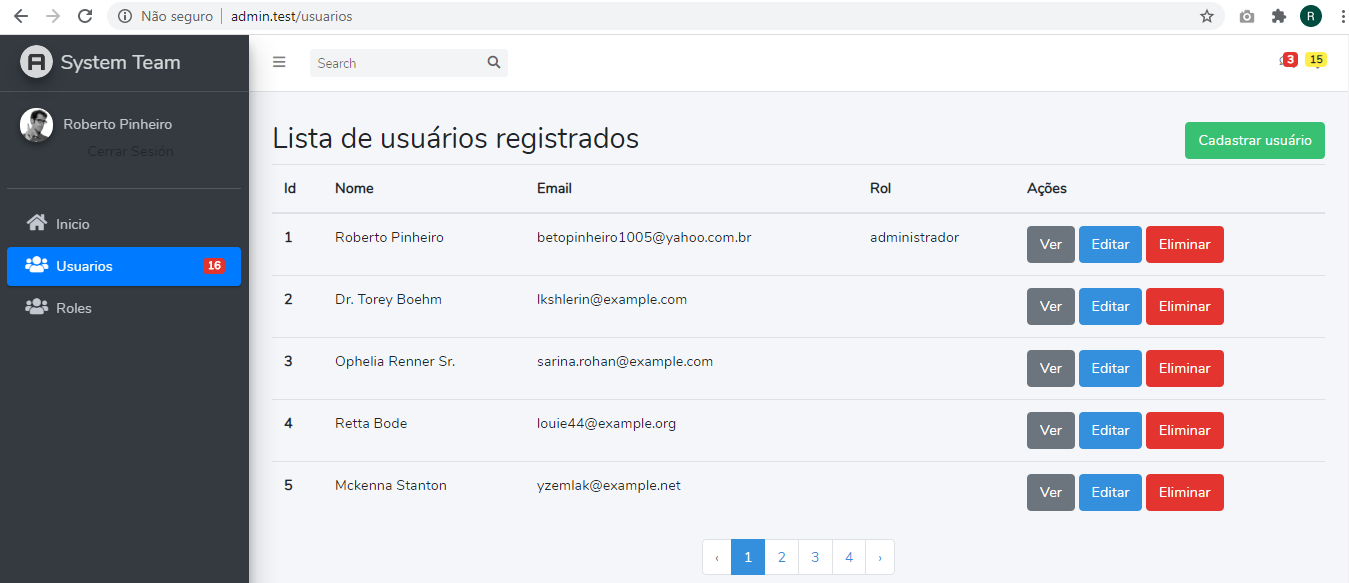 Não seguro | admin.test/usuarios
R
System Team
Search
3
15
Roberto Pinheiro
Cerrar Sesión
Inicio
Usuarios 16
Roles
Lista de usuários registrados
Cadastrar usuário
Id Nome Email Rol Ações
1 Roberto Pinheiro betopinheiro1005@yahoo.com.br administrador Ver Editar Eliminar
2 Dr. Torey Boehm lkshlerin@example.com Ver Editar Eliminar
3 Ophelia Renner Sr. sarina.rohan@example.com Ver Editar Eliminar
4 Retta Bode louie44@example.org Ver Editar Eliminar
5 Mckenna Stanton yzemlak@example.net Ver Editar Eliminar
‹ 1 2 3 4 ›